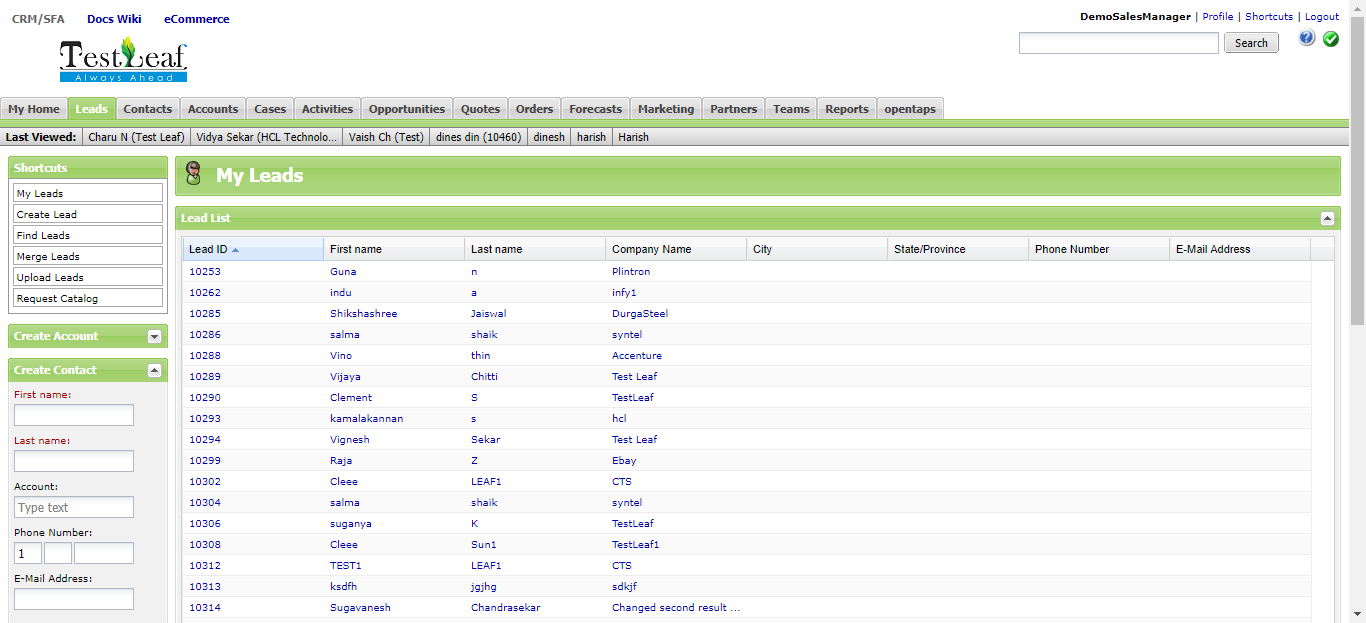 CRM/SFA Docs Wiki eCommerce
DemoSalesManager | Profile | Shortcuts | Logout
TestLeaf
Always Ahead
Search
?
My Home Leads Contacts Accounts Cases Activities Opportunities Quotes Orders Forecasts Marketing Partners Teams Reports opentaps
Last Viewed: Charu N (Test Leaf) Vidya Sekar (HCL Technolo... Vaish Ch (Test) dines din (10460) dinesh harish Harish
Shortcuts
My Leads
Create Lead
Find Leads
Merge Leads
Upload Leads
Request Catalog
Create Account
Create Contact
First name:
Last name:
Account:
Type text
Phone Number:
1
E-Mail Address:
My Leads
Lead List
Lead ID First name Last name Company Name City State/Province Phone Number E-Mail Address
10253 Guna n Plintron
10262 indu a infy1
10285 Shikshashree Jaiswal DurgaSteel
10286 salma shaik syntel
10288 Vino thin Accenture
10289 Vijaya Chitti Test Leaf
10290 Clement S TestLeaf
10293 kamalakannan s hcl
10294 Vignesh Sekar Test Leaf
10299 Raja Z Ebay
10302 Cleee LEAF1 CTS
10304 salma shaik syntel
10306 suganya K TestLeaf
10308 Cleee Sun1 TestLeaf1
10312 TEST1 LEAF1 CTS
10313 ksdfh jgjhg sdkjf
10314 Sugavanesh Chandrasekar Changed second result ...